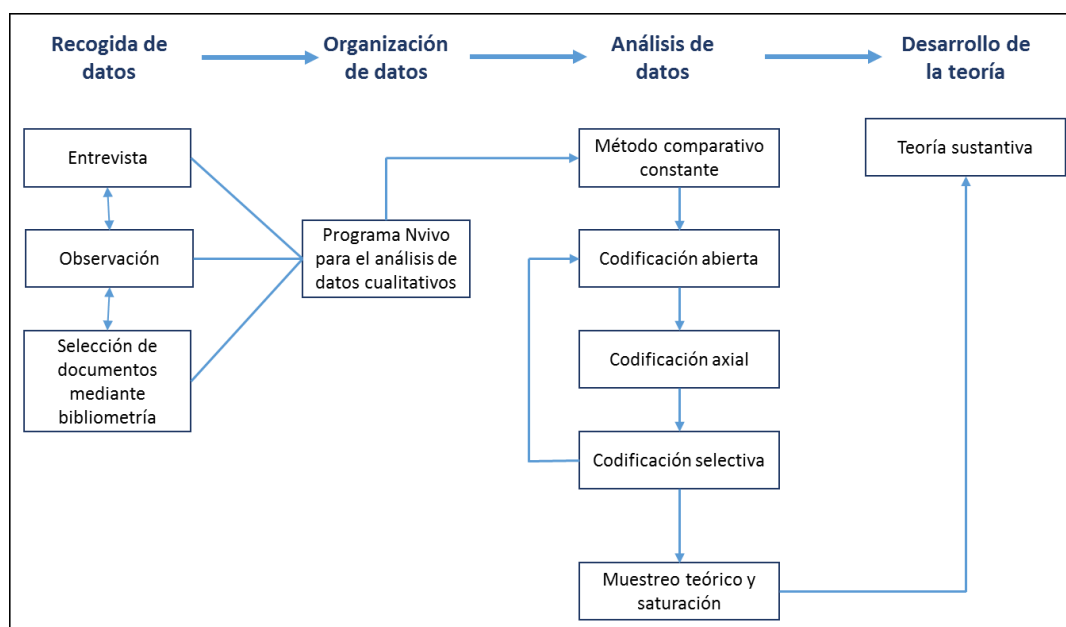 Recogida de
datos
Organización
de datos
Análisis de
datos
Desarrollo de
la teoría
Entrevista
Observación
Selección de
documentos
mediante
bibliometría
Programa Nvivo
para el análisis de
datos cualitativos
Método comparativo
constante
Codificación abierta
Codificación axial
Codificación selectiva
Muestreo teórico y
saturación
Teoría sustantiva